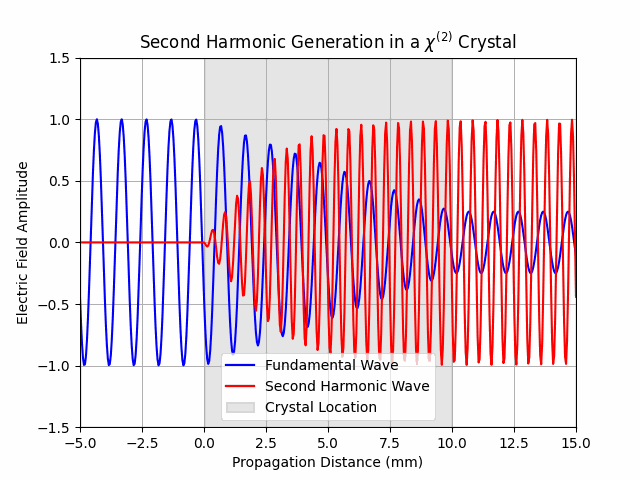 Second Harmonic Generation in a χ(2) Crystal
1.5
1.0
0.5
0.0
−0.5
−1.0
−1.5
Electric Field Amplitude
Fundamental Wave
Second Harmonic Wave
Crystal Location
−5.0 −2.5 0.0 2.5 5.0 7.5 10.0 12.5 15.0
Propagation Distance (mm)